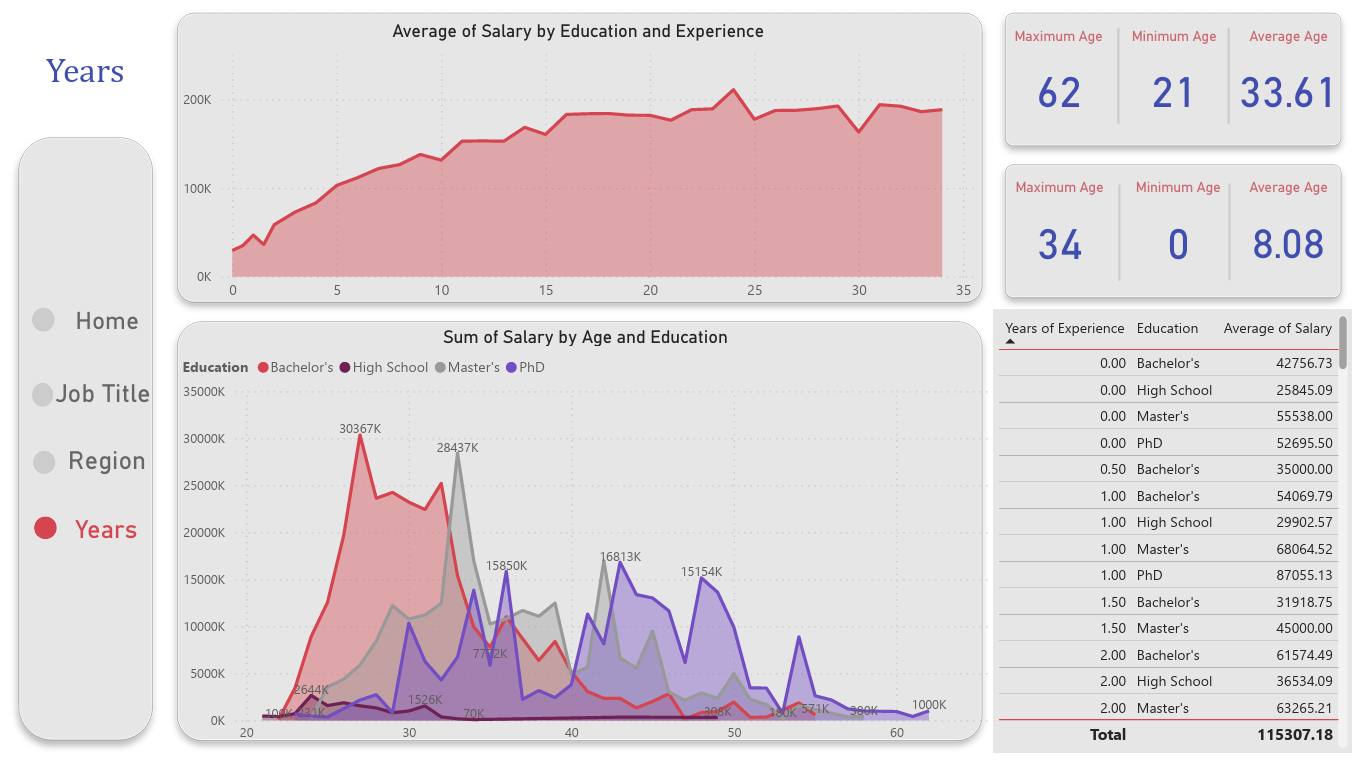 Years
Home
Job Title
Region
Years
Average of Salary by Education and Experience
200K
100K
0K
0 5 10 15 20 25 30 35
Sum of Salary by Age and Education
Education Bachelor's High School Master's PhD
35000K
30000K
25000K
20000K
15000K
10000K
5000K
0K
30367K
28437K
15850K
16813K
15154K
2644K
1526K
70K
571K
1000K
20 30 40 50 60
Maximum Age Minimum Age Average Age
62 21 33.61
Maximum Age Minimum Age Average Age
34 0 8.08
Years of Experience Education Average of Salary
0.00 Bachelor's 42756.73
0.00 High School 25845.09
0.00 Master's 55538.00
0.00 PhD 52695.50
0.50 Bachelor's 35000.00
1.00 Bachelor's 54069.79
1.00 High School 29902.57
1.00 Master's 68064.52
1.00 PhD 87055.13
1.50 Bachelor's 31918.75
1.50 Master's 45000.00
2.00 Bachelor's 61574.49
2.00 High School 36534.09
2.00 Master's 63265.21
Total 115307.18